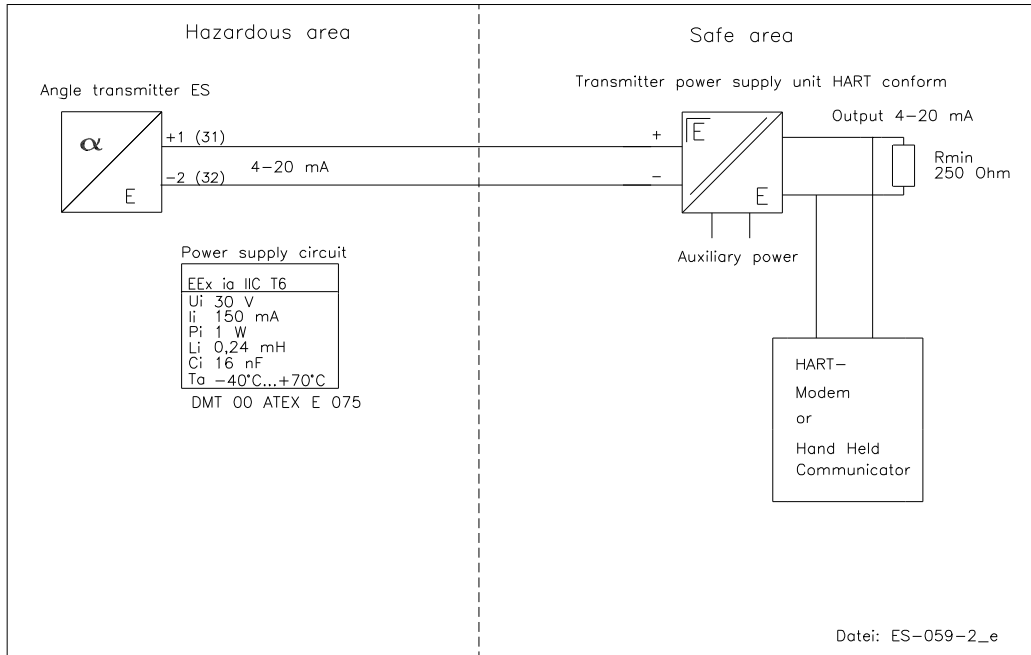 Hazardous area
Safe area
Angle transmitter ES
Transmitter power supply unit HART conform
α
E
+1 (31)
-2 (32)
4-20 mA
+
-
E
E
Output 4-20 mA
Rmin
250 Ohm
Auxiliary power
Power supply circuit
EEx ia IIC T6
Ui 30 V
Ii 150 mA
Pi 1 W
Li 0,24 mH
Ci 16 nF
Ta -40°C...+70°C
DMT 00 ATEX E 075
HART-
Modem
or
Hand Held
Communicator
Datei: ES-059-2_e